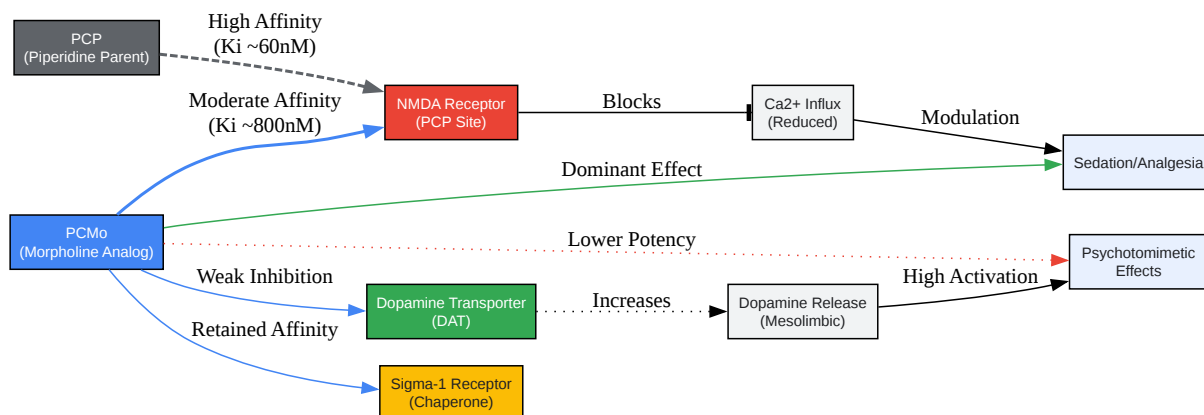 PCP
(Piperidine Parent)
High Affinity
(Ki ~60nM)
Moderate Affinity
(Ki ~800nM)
NMDA Receptor
(PCP Site)
Blocks
Ca2+ Influx
(Reduced)
Modulation
Sedation/Analgesia
Dominant Effect
PCMo
(Morpholine Analog)
Lower Potency
Psychotomimetic
Effects
Weak Inhibition
High Activation
Dopamine Transporter
(DAT)
Increases
Dopamine Release
(Mesolimbic)
Retained Affinity
Sigma-1 Receptor
(Chaperone)